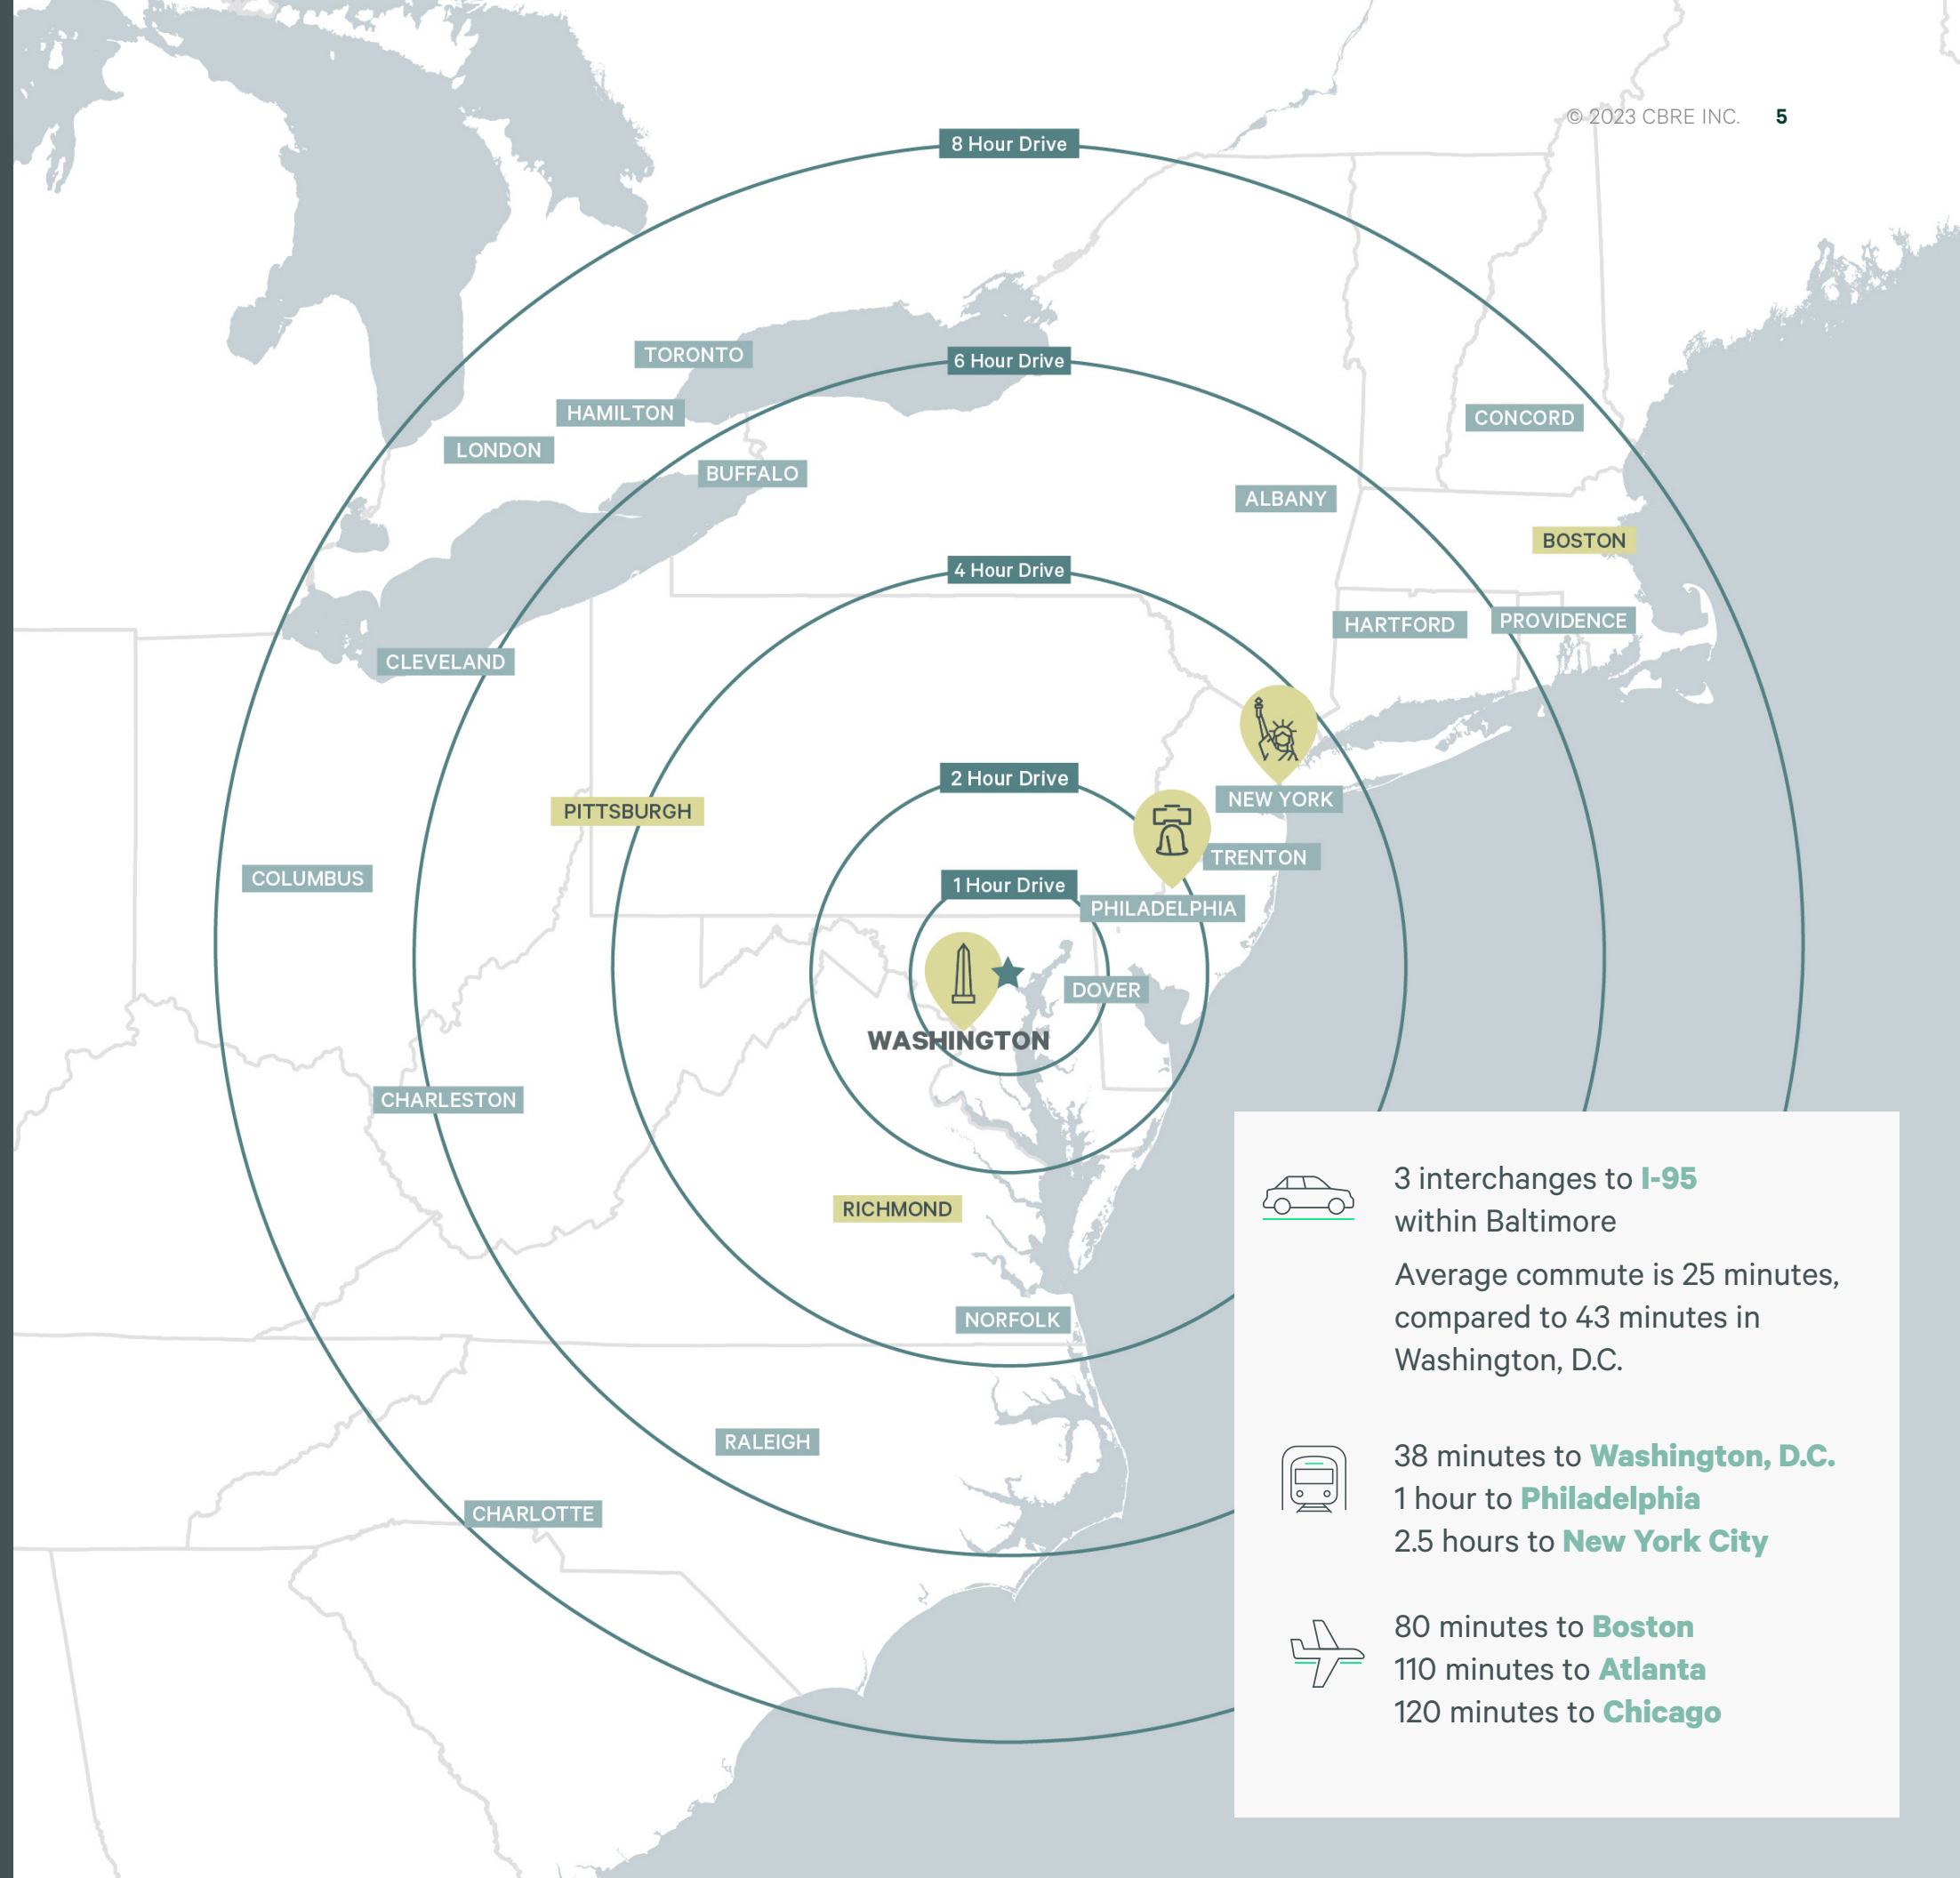 © 2023 CBRE INC. 5
8 Hour Drive
TORONTO
6 Hour Drive
HAMILTON
CONCORD
LONDON
BUFFALO
ALBANY
BOSTON
4 Hour Drive
HARTFORD
PROVIDENCE
CLEVELAND
2 Hour Drive
NEW YORK
PITTSBURGH
TRENTON
COLUMBUS
1 Hour Drive
PHILADELPHIA
DOVER
WASHINGTON
CHARLESTON
RICHMOND
NORFOLK
RALEIGH
CHARLOTTE
3 interchanges to I-95
within Baltimore
Average commute is 25 minutes,
compared to 43 minutes in
Washington, D.C.
38 minutes to Washington, D.C.
1 hour to Philadelphia
2.5 hours to New York City
80 minutes to Boston
110 minutes to Atlanta
120 minutes to Chicago